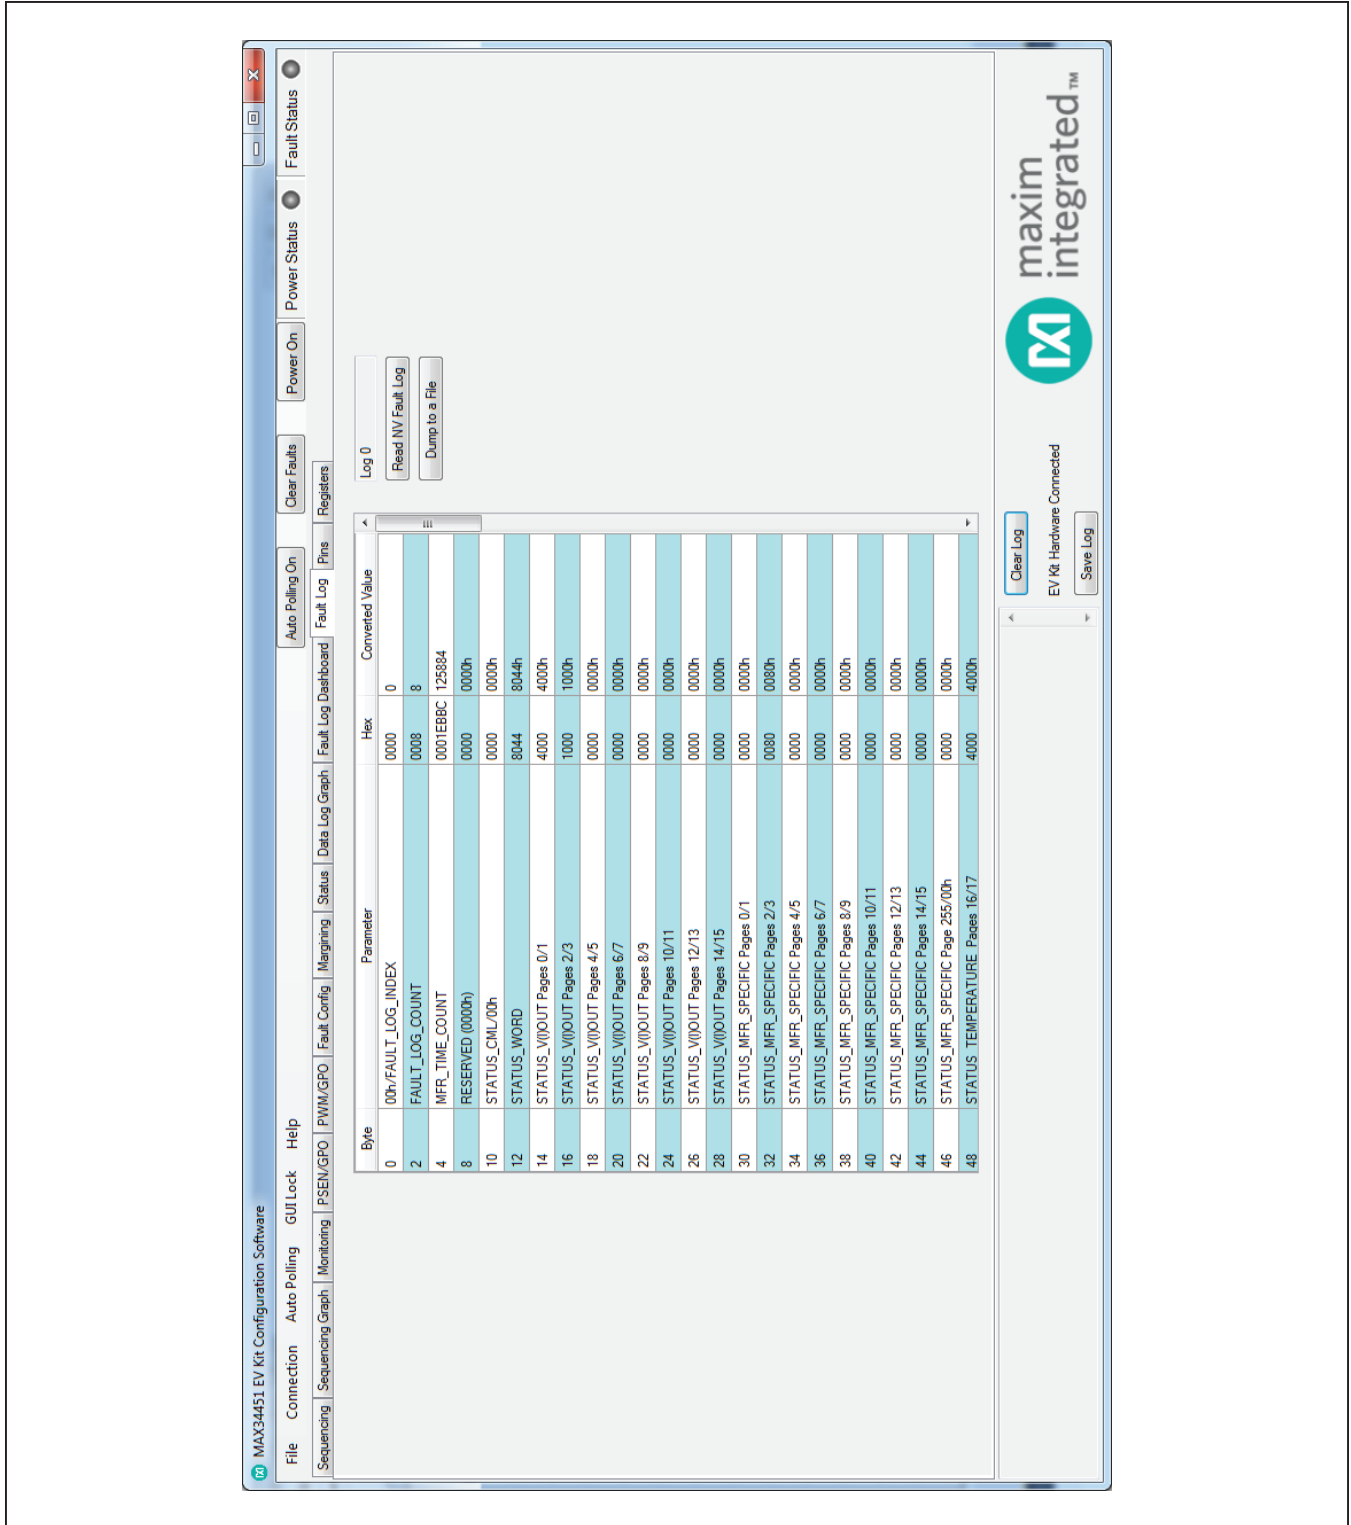 MAX34451 EV Kit Configuration Software
File Connection Auto Polling GUI Lock Help Auto Polling On Clear Faults Power On Power Status Fault Status
Sequencing Sequencing Graph Monitoring PSEN/GPO PWM/GPO Fault Config Margining Status Data Log Graph Fault Log Dashboard Fault Log Pins Registers
Byte Parameter Hex Converted Value
0 00h/FAULT_LOG_INDEX 0000 0
2 FAULT_LOG_COUNT 0008 8
4 MFR_TIME_COUNT 0001EBBC 125884
8 RESERVED (0000h) 0000 0000h
10 STATUS_CML/00h 0000 0000h
12 STATUS_WORD 8044 8044h
14 STATUS_V(I)OUT Pages 0/1 4000 4000h
16 STATUS_V(I)OUT Pages 2/3 1000 1000h
18 STATUS_V(I)OUT Pages 4/5 0000 0000h
20 STATUS_V(I)OUT Pages 6/7 0000 0000h
22 STATUS_V(I)OUT Pages 8/9 0000 0000h
24 STATUS_V(I)OUT Pages 10/11 0000 0000h
26 STATUS_V(I)OUT Pages 12/13 0000 0000h
28 STATUS_V(I)OUT Pages 14/15 0000 0000h
30 STATUS_MFR_SPECIFIC Pages 0/1 0000 0000h
32 STATUS_MFR_SPECIFIC Pages 2/3 0080 0080h
34 STATUS_MFR_SPECIFIC Pages 4/5 0000 0000h
36 STATUS_MFR_SPECIFIC Pages 6/7 0000 0000h
38 STATUS_MFR_SPECIFIC Pages 8/9 0000 0000h
40 STATUS_MFR_SPECIFIC Pages 10/11 0000 0000h
42 STATUS_MFR_SPECIFIC Pages 12/13 0000 0000h
44 STATUS_MFR_SPECIFIC Pages 14/15 0000 0000h
46 STATUS_MFR_SPECIFIC Page 255/00h 0000 0000h
48 STATUS_TEMPERATURE Pages 16/17 4000 4000h
Log 0
Read NV Fault Log
Dump to a File
Clear Log
EV Kit Hardware Connected
Save Log
maxim
integrated™